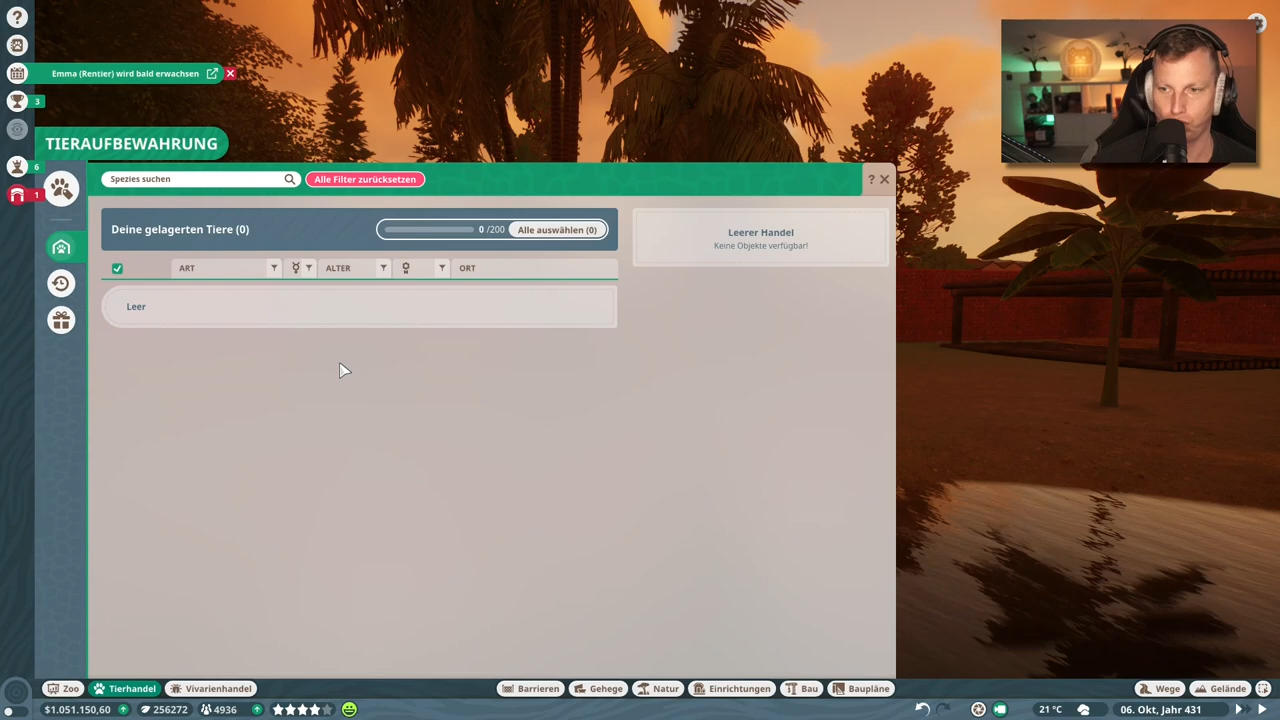 Emma (Rentier) wird bald erwachsen
3
TIERAUFBEWAHRUNG
6
1
Spezies suchen
Alle Filter zurücksetzen
?
Deine gelagerten Tiere (0)
0 /200
Alle auswählen (0)
Leerer Handel
Keine Objekte verfügbar!
ART
ALTER
ORT
Leer
Zoo
Tierhandel
Vivarienhandel
Barrieren
Gehege
Natur
Einrichtungen
Bau
Baupläne
Wege
Gelände
$1.051.150,60
256272
4936
21 °C
06. Okt, Jahr 431